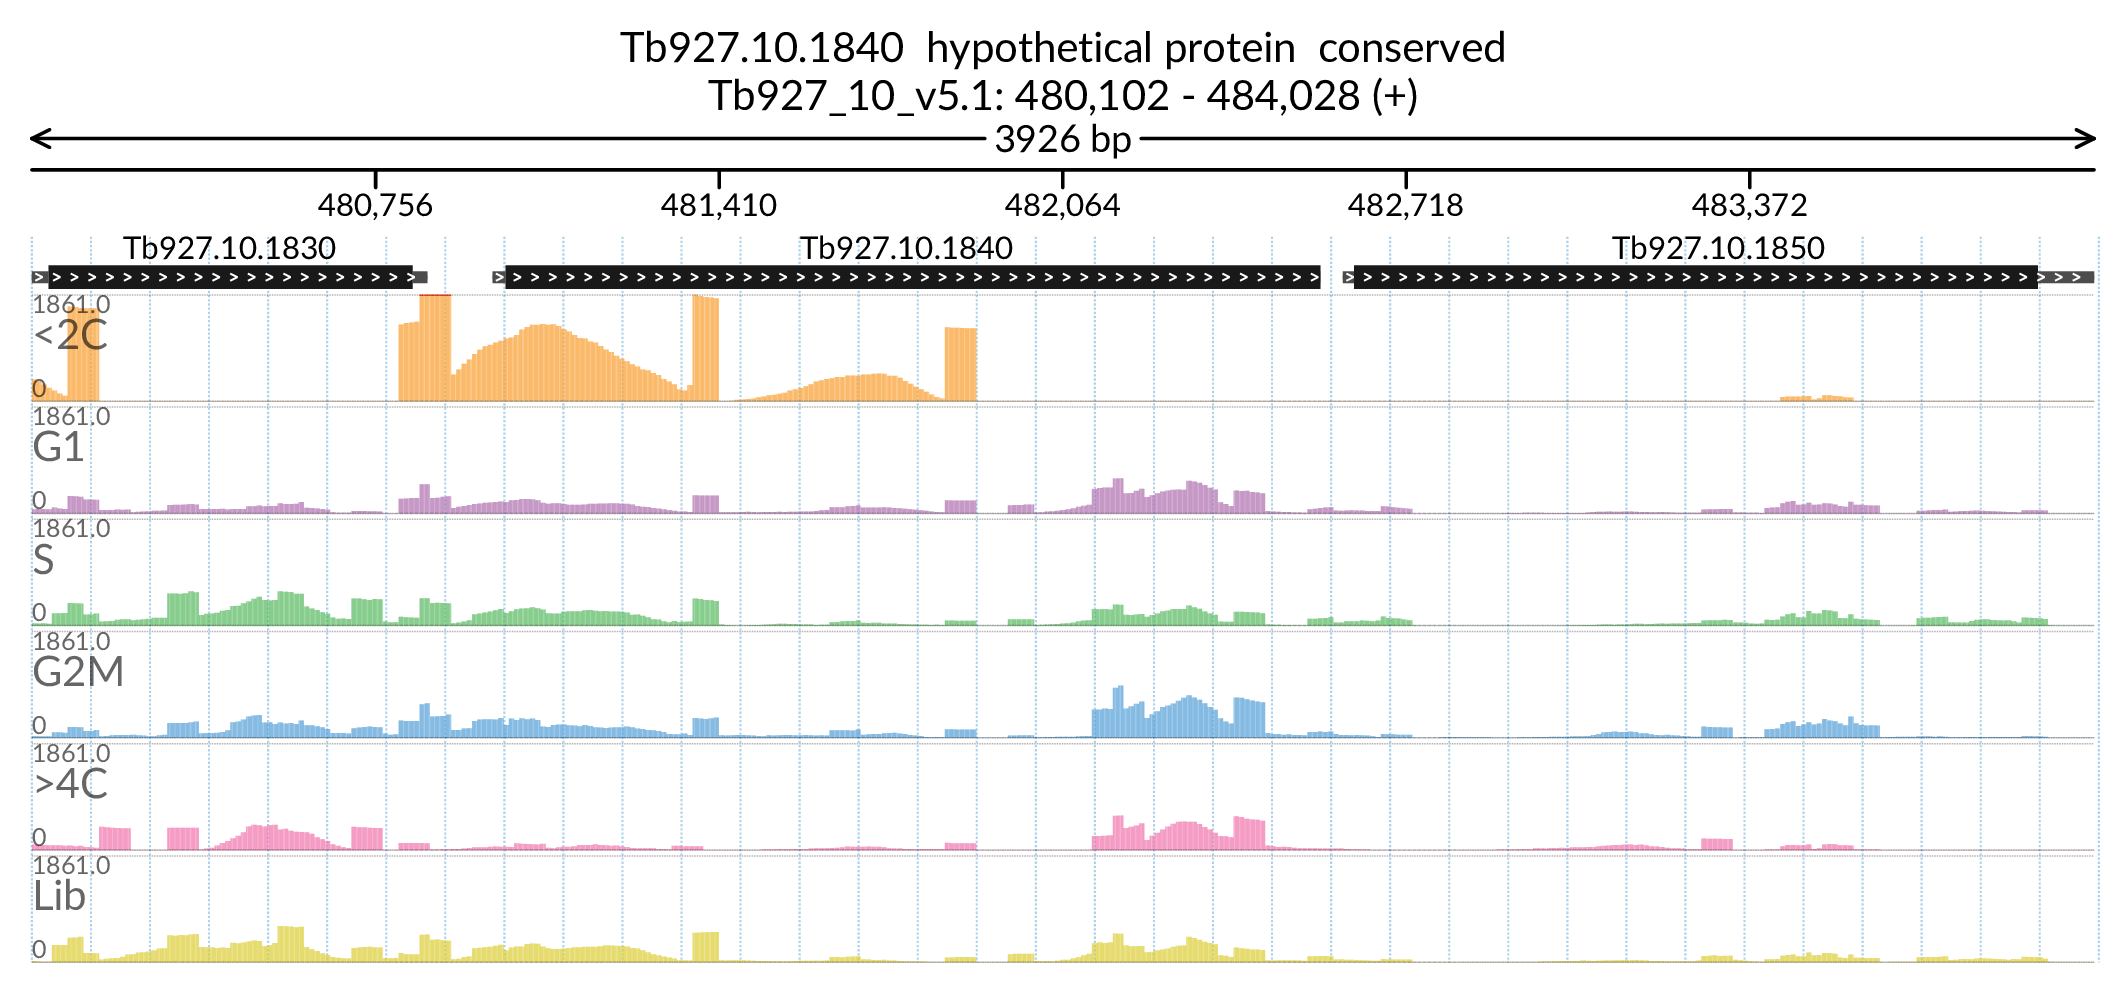 Tb927.10.1840  hypothetical protein  conserved
Tb927_10_v5.1: 480,102 - 484,028 (+)
3926 bp
480,756 481,410 482,064 482,718 483,372
Tb927.10.1830 Tb927.10.1840 Tb927.10.1850
1861.0
<2C
0
1861.0
G1
0
1861.0
S
0
1861.0
G2M
0
1861.0
>4C
0
1861.0
Lib
0